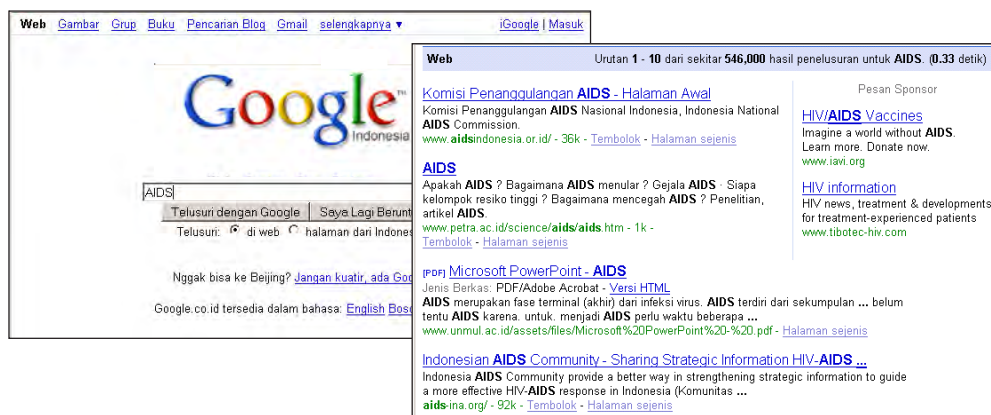 Web Gambar Grup Buku Pencarian Blog Gmail selengkapnya ▼ iGoogle | Masuk
Google™
Indonesia
AIDS
Telusuri dengan Google Saya Lagi Berunt
Telusuri: di web halaman dari Indones
Nggak bisa ke Beijing? Jangan kuatir, ada Goo
Google.co.id tersedia dalam bahasa: English Bos
Web Urutan 1 - 10 dari sekitar 546,000 hasil penelusuran untuk AIDS. (0.33 detik)
Komisi Penanggulangan AIDS - Halaman Awal
Komisi Penanggulangan AIDS Nasional Indonesia, Indonesia National
AIDS Commission.
www.aidsindonesia.or.id/ - 36k - Tembolok - Halaman sejenis
AIDS
Apakah AIDS ? Bagaimana AIDS menular ? Gejala AIDS · Siapa
kelompok resiko tinggi ? Bagaimana mencegah AIDS ? Penelitian,
artikel AIDS.
www.petra.ac.id/science/aids/aids.htm - 1k -
Tembolok - Halaman sejenis
[PDF] Microsoft PowerPoint - AIDS
Jenis Berkas: PDF/Adobe Acrobat - Versi HTML
AIDS merupakan fase terminal (akhir) dari infeksi virus. AIDS terdiri dari sekumpulan ... belum
tentu AIDS karena. untuk. menjadi AIDS perlu waktu beberapa ...
www.unmul.ac.id/assets/files/Microsoft%20PowerPoint%20-%20.pdf - Halaman sejenis
Indonesian AIDS Community - Sharing Strategic Information HIV-AIDS ...
Indonesia AIDS Community provide a better way in strengthening strategic information to guide
a more effective HIV-AIDS response in Indonesia (Komunitas ...
aids-ina.org/ - 92k - Tembolok - Halaman sejenis
Pesan Sponsor
HIV/AIDS Vaccines
Imagine a world without AIDS.
Learn more. Donate now.
www.iavi.org
HIV information
HIV news, treatment & developments
for treatment-experienced patients
www.tibotec-hiv.com